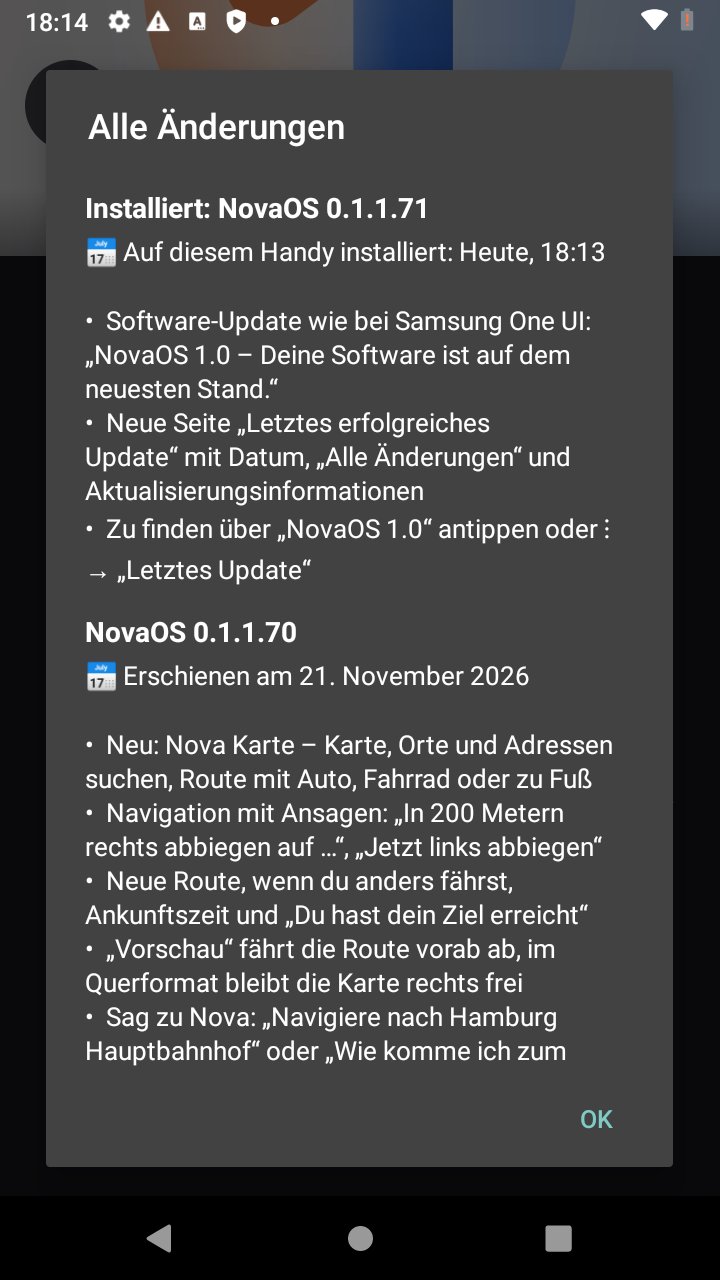 18:14
Alle Änderungen
Installiert: NovaOS 0.1.1.71
📅 Auf diesem Handy installiert: Heute, 18:13
• Software-Update wie bei Samsung One UI:
„NovaOS 1.0 – Deine Software ist auf dem
neuesten Stand.“
• Neue Seite „Letztes erfolgreiches
Update“ mit Datum, „Alle Änderungen“ und
Aktualisierungsinformationen
• Zu finden über „NovaOS 1.0“ antippen oder ⋮
→ „Letztes Update“
NovaOS 0.1.1.70
📅 Erschienen am 21. November 2026
• Neu: Nova Karte – Karte, Orte und Adressen
suchen, Route mit Auto, Fahrrad oder zu Fuß
• Navigation mit Ansagen: „In 200 Metern
rechts abbiegen auf …“, „Jetzt links abbiegen“
• Neue Route, wenn du anders fährst,
Ankunftszeit und „Du hast dein Ziel erreicht“
• „Vorschau“ fährt die Route vorab ab, im
Querformat bleibt die Karte rechts frei
• Sag zu Nova: „Navigiere nach Hamburg
Hauptbahnhof“ oder „Wie komme ich zum
OK